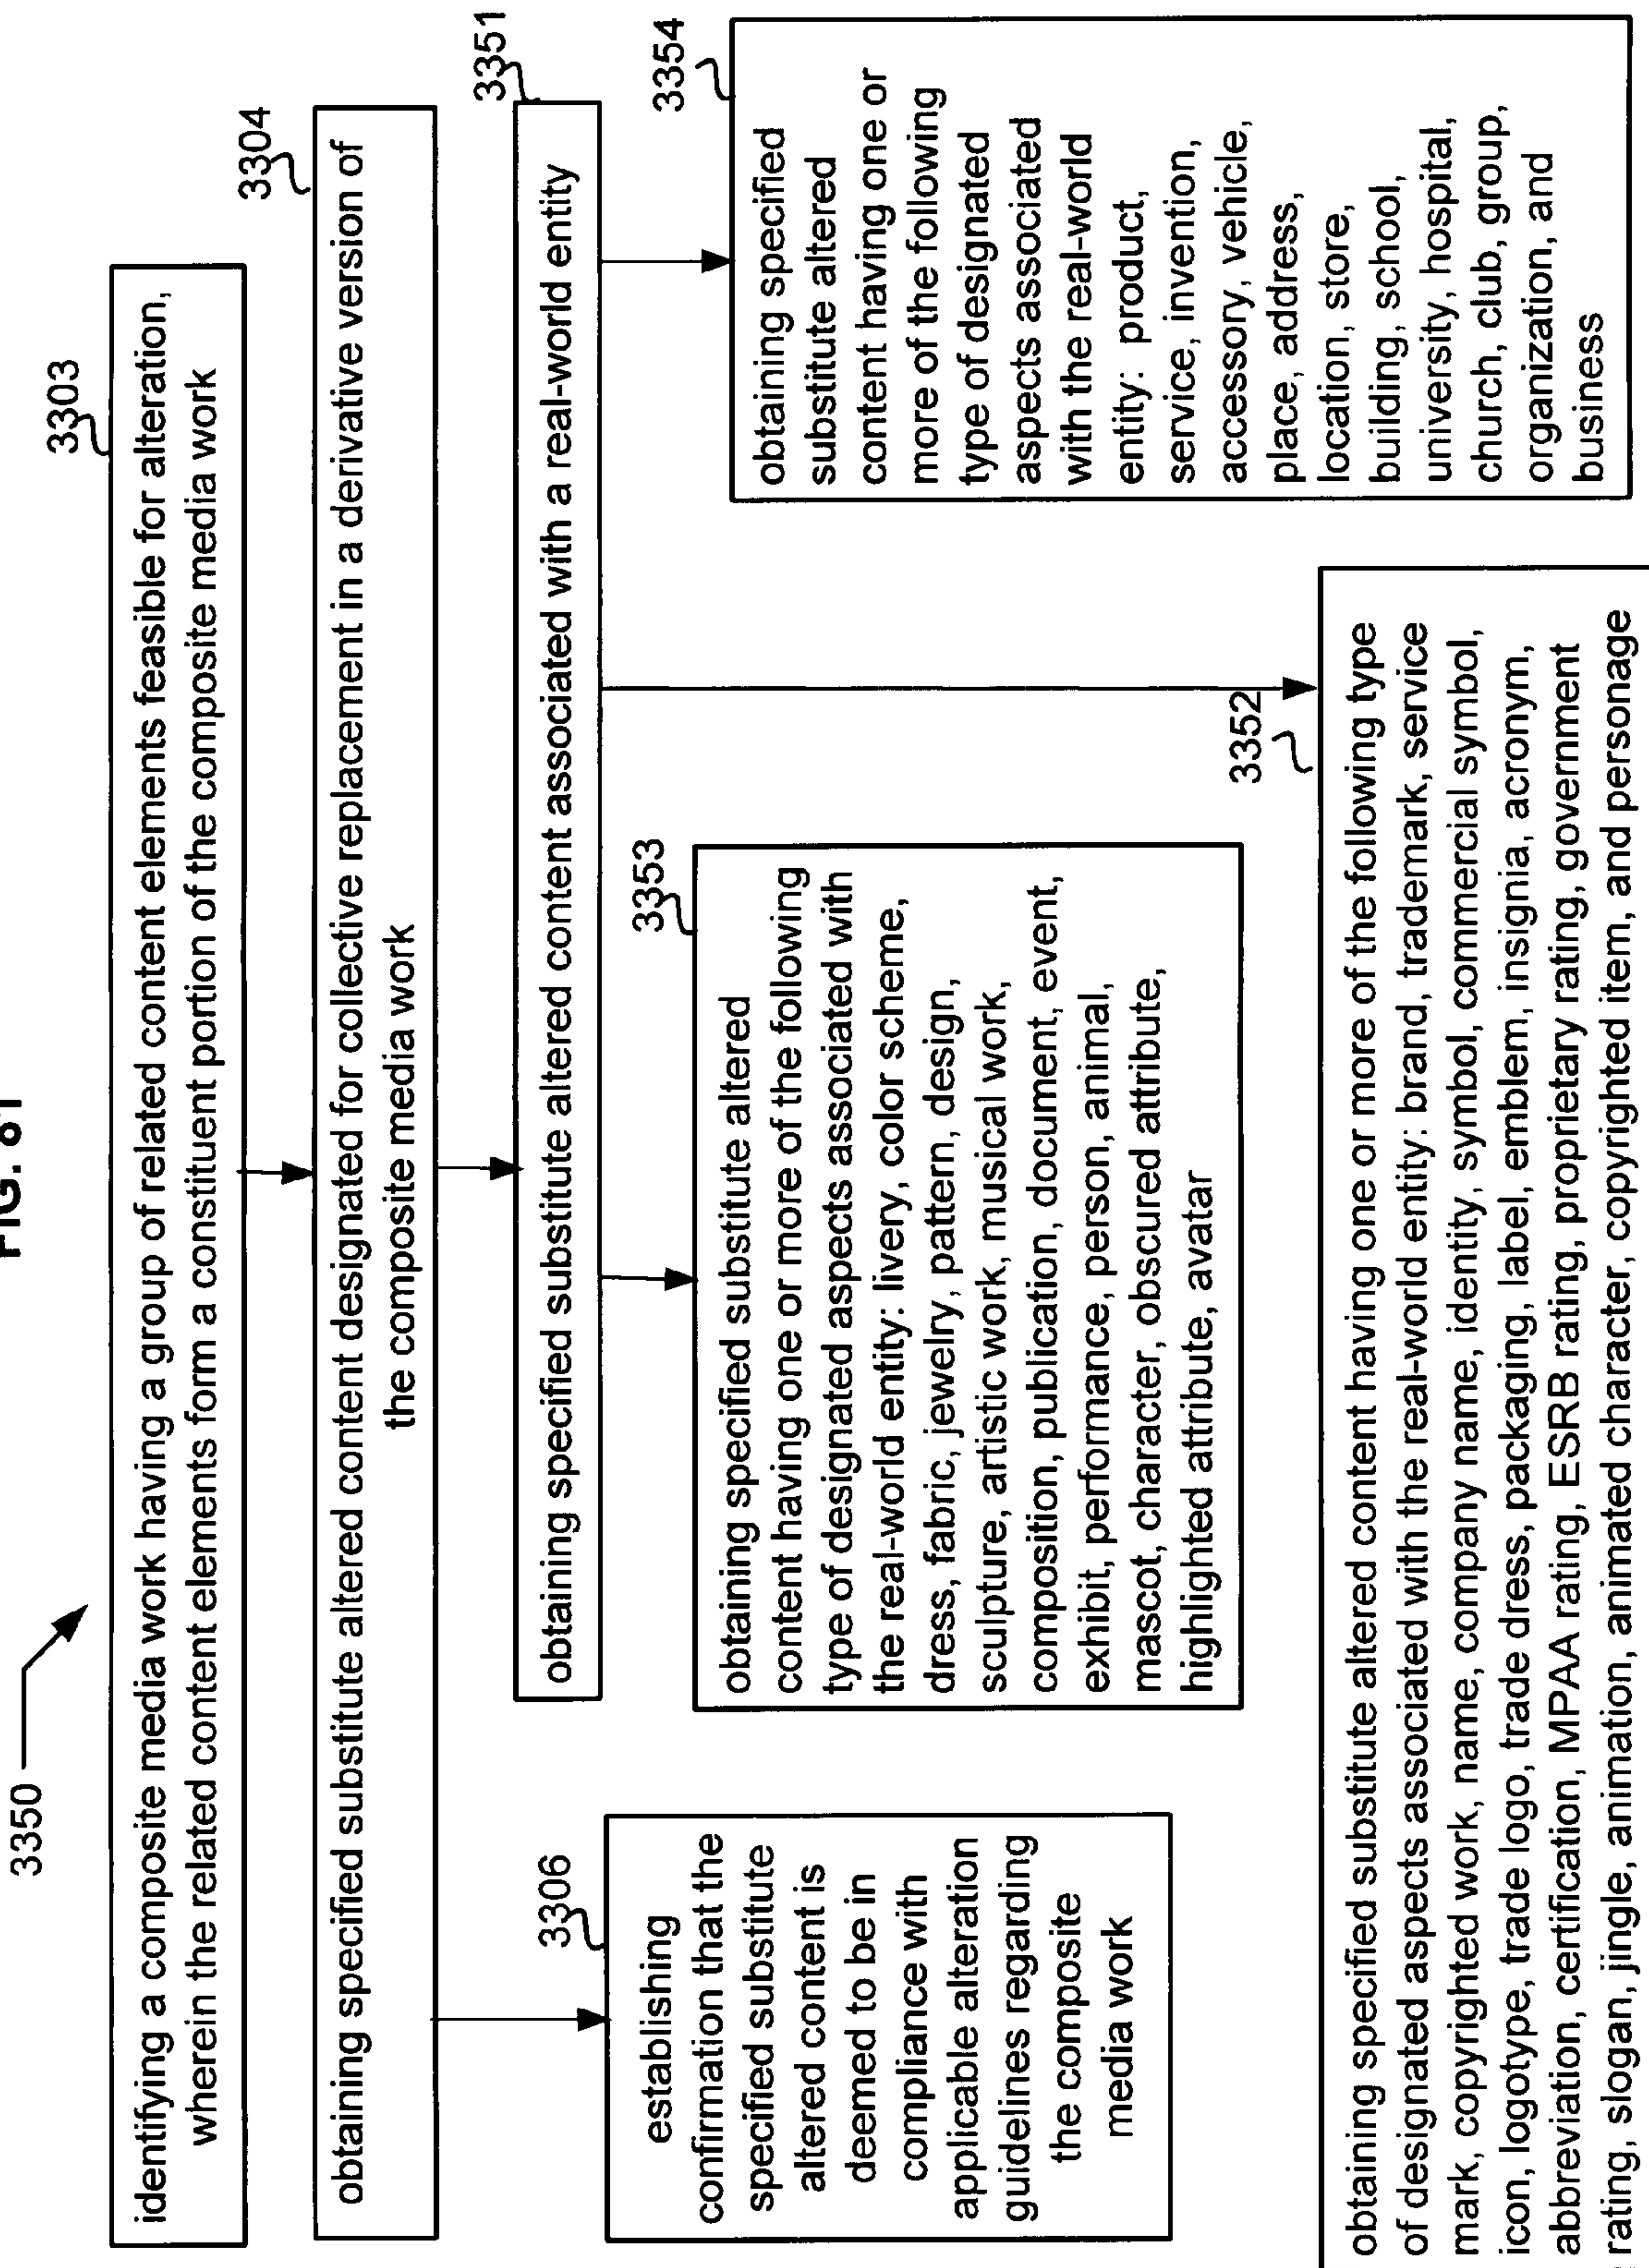 FIG. 81
3350
3303
identifying a composite media work having a group of related content elements feasible for alteration,
wherein the related content elements form a constituent portion of the composite media work
3304
obtaining specified substitute altered content designated for collective replacement in a derivative version of
the composite media work
3351
obtaining specified substitute altered content associated with a real-world entity
3306
establishing
confirmation that the
specified substitute
altered content is
deemed to be in
compliance with
applicable alteration
guidelines regarding
the composite
media work
3353
obtaining specified substitute altered
content having one or more of the following
type of designated aspects associated with
the real-world entity: livery, color scheme,
dress, fabric, jewelry, pattern, design,
sculpture, artistic work, musical work,
composition, publication, document, event,
exhibit, performance, person, animal,
mascot, character, obscured attribute,
highlighted attribute, avatar
3354
obtaining specified
substitute altered
content having one or
more of the following
type of designated
aspects associated
with the real-world
entity: product,
service, invention,
accessory, vehicle,
place, address,
location, store,
building, school,
university, hospital,
church, club, group,
organization, and
business
3352
obtaining specified substitute altered content having one or more of the following type
of designated aspects associated with the real-world entity: brand, trademark, service
mark, copyrighted work, name, company name, identity, symbol, commercial symbol,
icon, logotype, trade logo, trade dress, packaging, label, emblem, insignia, acronym,
abbreviation, certification, MPAA rating, ESRB rating, proprietary rating, government
rating, slogan, jingle, animation, animated character, copyrighted item, and personage